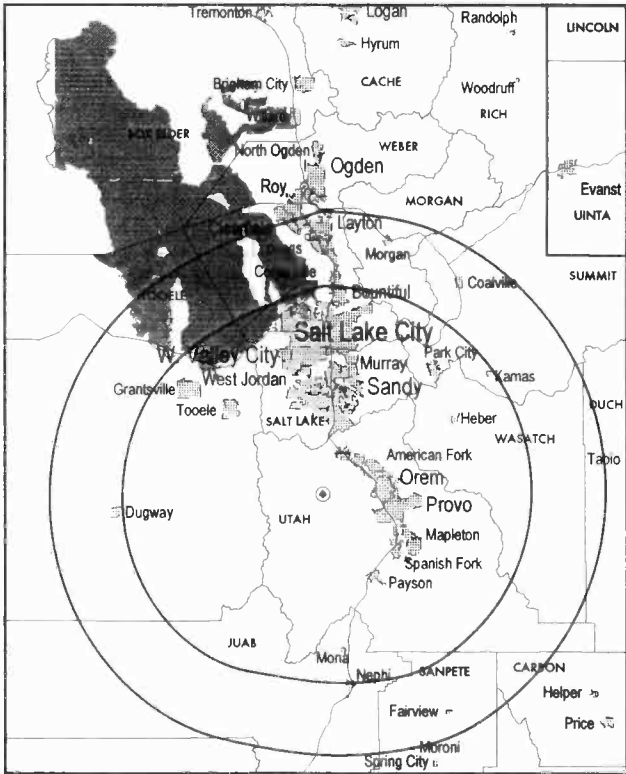 Tremonton
Logan
Randolph
LINCOLN
Hyrum
CACHE
Woodruff
RICH
Brigham City
Willard
BOX ELDER
North Ogden
WEBER
Ogden
Evanst
Roy
MORGAN
UINTA
Layton
Morgan
SUMMIT
Coalville
TOOELE
Bountiful
Salt Lake City
W. Valley City
Murray
Park City
West Jordan
Kamas
Grantsville
Sandy
Tooele
DUCH
SALT LAKE
Heber
WASATCH
American Fork
Tabio
Orem
Provo
Dugway
UTAH
Mapleton
Spanish Fork
Payson
JUAB
Mona
Nephi
SANPETE
CARBON
Helper
Fairview
Price
Moroni
Spring City